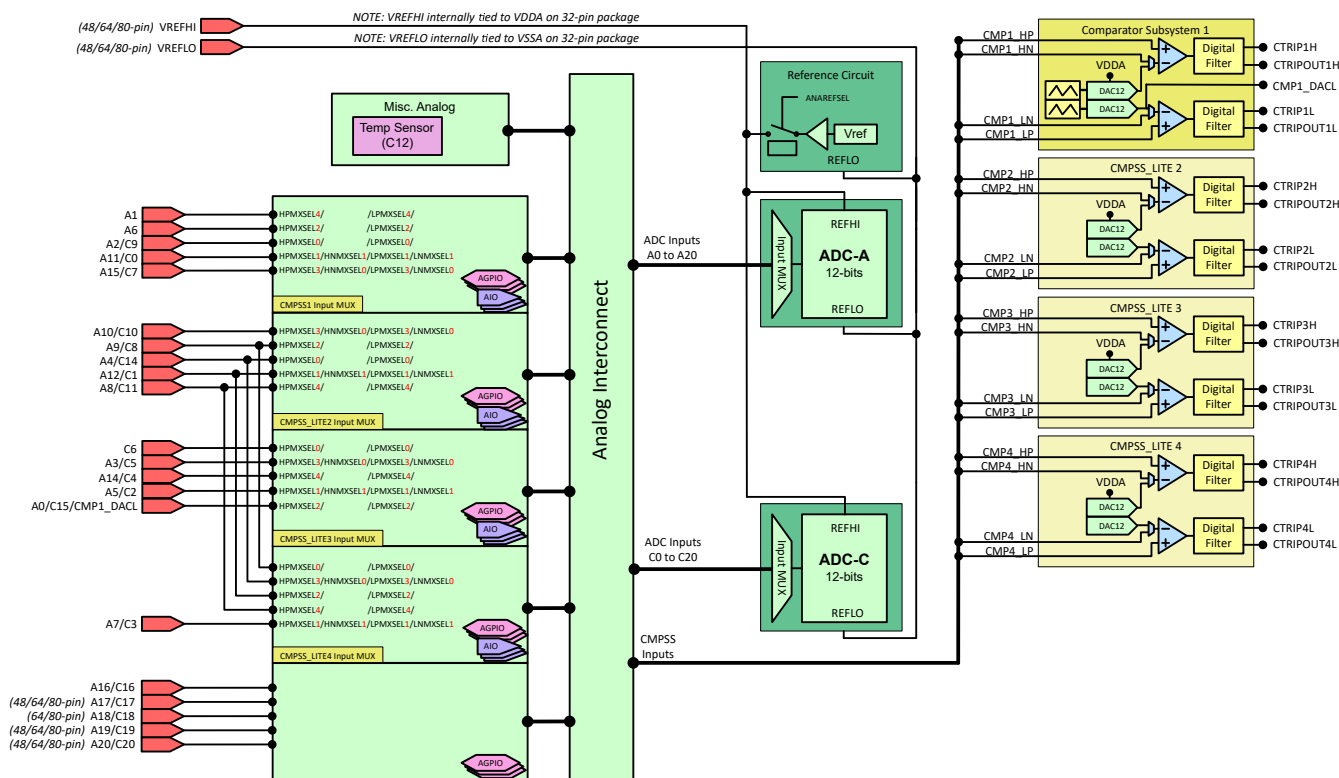 (48/64/80-pin) VREFHI
NOTE: VREFHI internally tied to VDDA on 32-pin package
(48/64/80-pin) VREFLO
NOTE: VREFLO internally tied to VSSA on 32-pin package
Misc. Analog
Temp Sensor
(C12)
A1
A6
A2/C9
A11/C0
A15/C7
HPMXSEL4/ /LPMXSEL4/
HPMXSEL2/ /LPMXSEL2/
HPMXSEL0/ /LPMXSEL0/
HPMXSEL1/HNMXSEL1/LPMXSEL1/LNMXSEL1
HPMXSEL3/HNMXSEL0/LPMXSEL3/LNMXSEL0
AGPIO
AIO
CMPSS1 Input MUX
A10/C10
A9/C8
A4/C14
A12/C1
A8/C11
HPMXSEL3/HNMXSEL0/LPMXSEL3/LNMXSEL0
HPMXSEL2/ /LPMXSEL2/
HPMXSEL0/ /LPMXSEL0/
HPMXSEL1/HNMXSEL1/LPMXSEL1/LNMXSEL1
HPMXSEL4/ /LPMXSEL4/
AGPIO
AIO
CMPSS_LITE2 Input MUX
C6
A3/C5
A14/C4
A5/C2
A0/C15/CMP1_DACL
HPMXSEL0/ /LPMXSEL0/
HPMXSEL3/HNMXSEL0/LPMXSEL3/LNMXSEL0
HPMXSEL4/ /LPMXSEL4/
HPMXSEL1/HNMXSEL1/LPMXSEL1/LNMXSEL1
HPMXSEL2/ /LPMXSEL2/
AGPIO
AIO
CMPSS_LITE3 Input MUX
HPMXSEL0/ /LPMXSEL0/
HPMXSEL3/HNMXSEL0/LPMXSEL3/LNMXSEL0
HPMXSEL2/ /LPMXSEL2/
HPMXSEL4/ /LPMXSEL4/
A7/C3
HPMXSEL1/HNMXSEL1/LPMXSEL1/LNMXSEL1
AGPIO
AIO
CMPSS_LITE4 Input MUX
A16/C16
(48/64/80-pin) A17/C17
(64/80-pin) A18/C18
(48/64/80-pin) A19/C19
(48/64/80-pin) A20/C20
AGPIO
Analog Interconnect
Reference Circuit
ANAREFSEL
Vref
REFLO
ADC Inputs
A0 to A20
Input MUX
REFHI
ADC-A
12-bits
REFLO
ADC Inputs
C0 to C20
Input MUX
REFHI
ADC-C
12-bits
REFLO
CMPSS
Inputs
Comparator Subsystem 1
CMP1_HP
CMP1_HN
CMP1_LN
CMP1_LP
VDDA
DAC12
DAC12
Digital
Filter
Digital
Filter
CTRIP1H
CTRIPOUT1H
CMP1_DACL
CTRIP1L
CTRIPOUT1L
CMPSS_LITE 2
CMP2_HP
CMP2_HN
CMP2_LN
CMP2_LP
VDDA
DAC12
DAC12
Digital
Filter
Digital
Filter
CTRIP2H
CTRIPOUT2H
CTRIP2L
CTRIPOUT2L
CMPSS_LITE 3
CMP3_HP
CMP3_HN
CMP3_LN
CMP3_LP
VDDA
DAC12
DAC12
Digital
Filter
Digital
Filter
CTRIP3H
CTRIPOUT3H
CTRIP3L
CTRIPOUT3L
CMPSS_LITE 4
CMP4_HP
CMP4_HN
CMP4_LN
CMP4_LP
VDDA
DAC12
DAC12
Digital
Filter
Digital
Filter
CTRIP4H
CTRIPOUT4H
CTRIP4L
CTRIPOUT4L